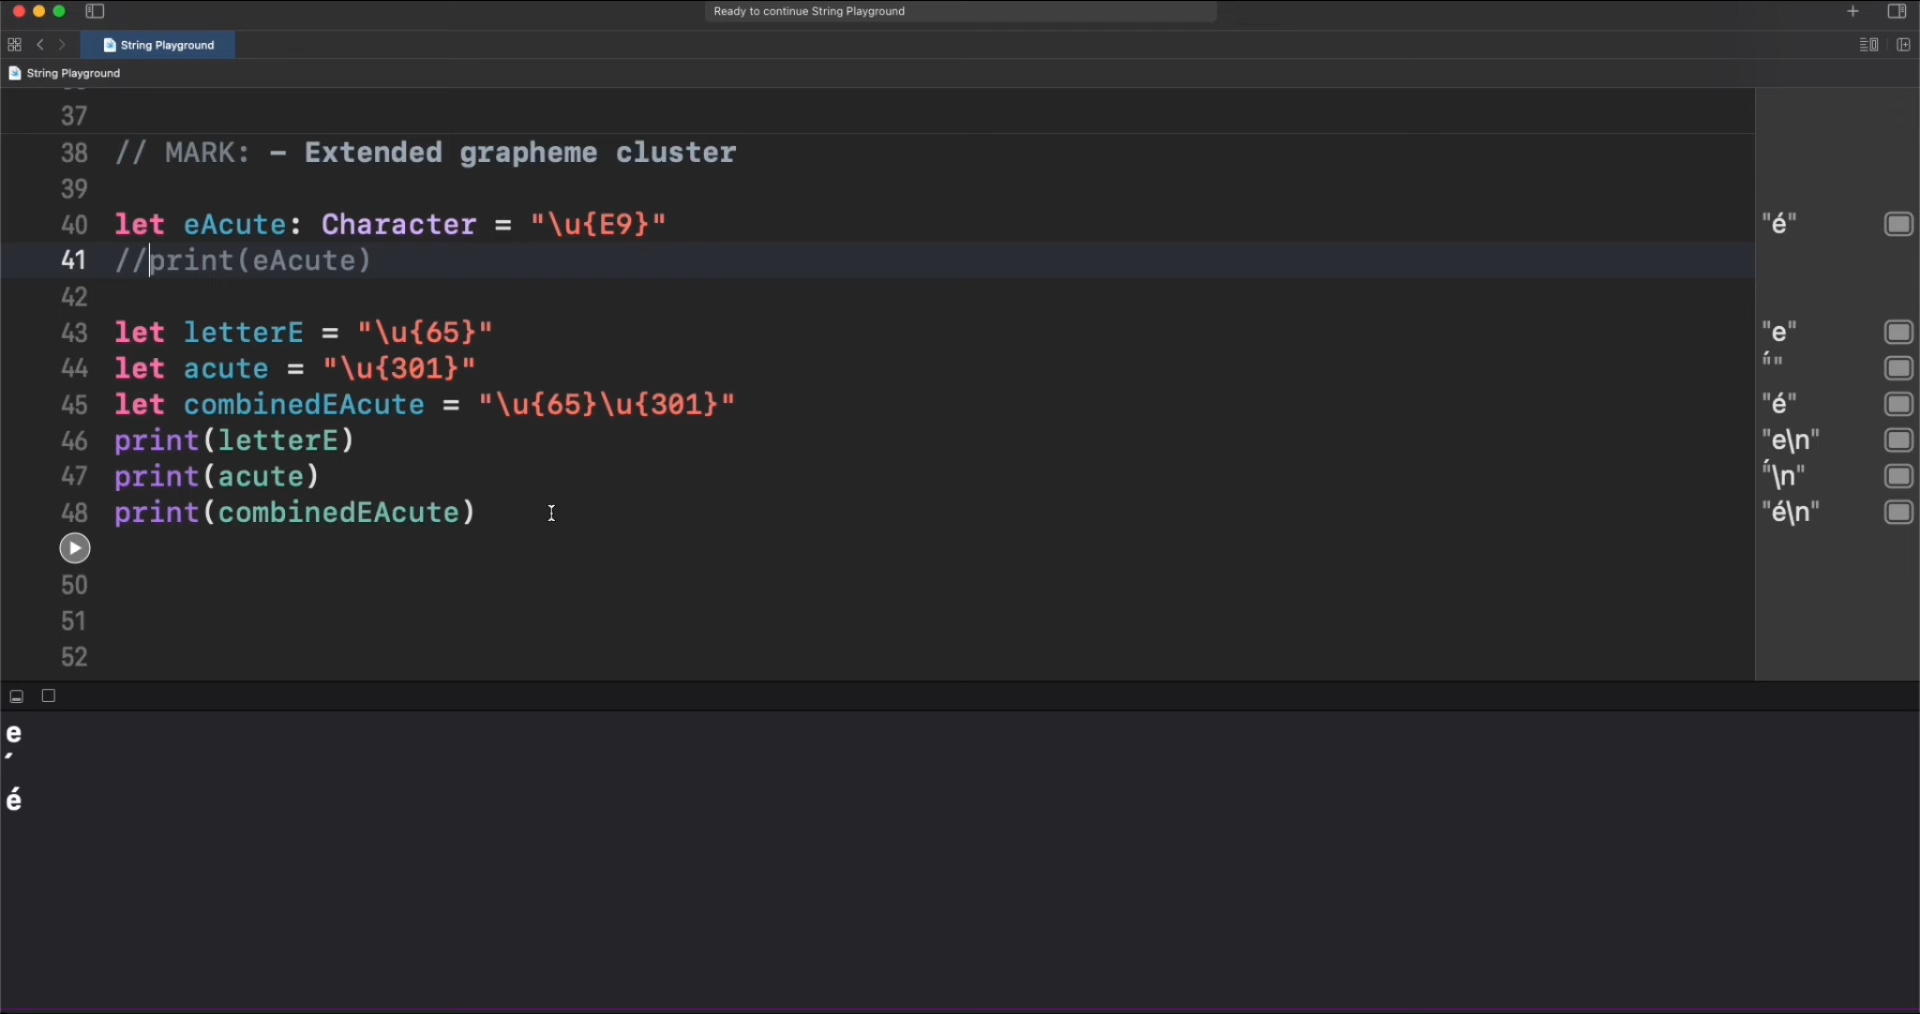 Ready to continue String Playground
String Playground
String Playground
37
38 // MARK: - Extended grapheme cluster
39
40 let eAcute: Character = "\u{E9}" "é"
41 //print(eAcute)
42
43 let letterE = "\u{65}" "e"
44 let acute = "\u{301}" "́"
45 let combinedEAcute = "\u{65}\u{301}" "é"
46 print(letterE) "e\n"
47 print(acute) "́\n"
48 print(combinedEAcute) "é\n"
50
51
52
e
́
é